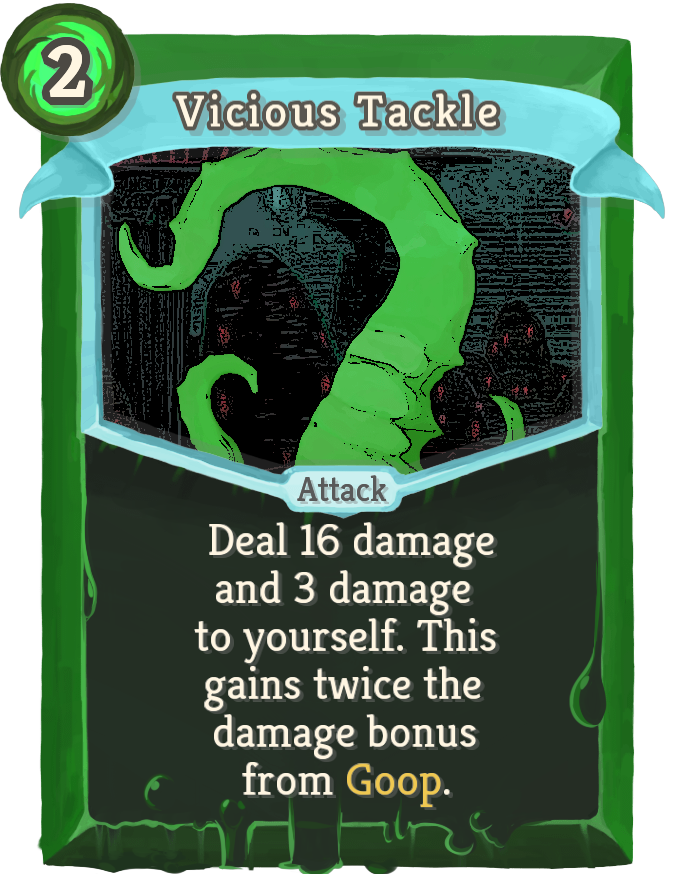 2
Vicious Tackle
Attack
Deal 16 damage
and 3 damage
to yourself. This
gains twice the
damage bonus
from Goop.